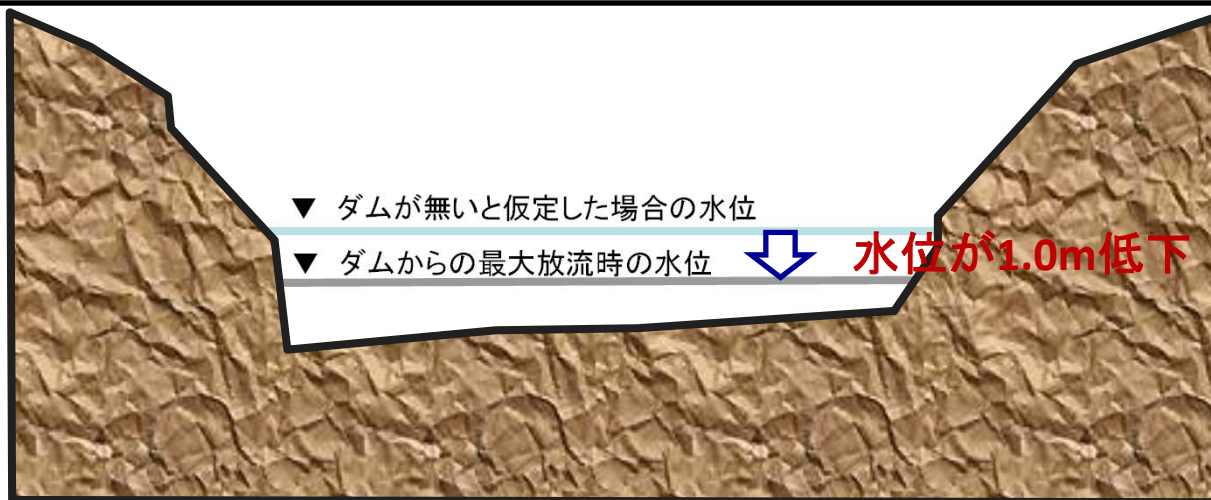 ▼ ダムが無いと仮定した場合の水位
▼ ダムからの最大放流時の水位
水位が1.0m低下